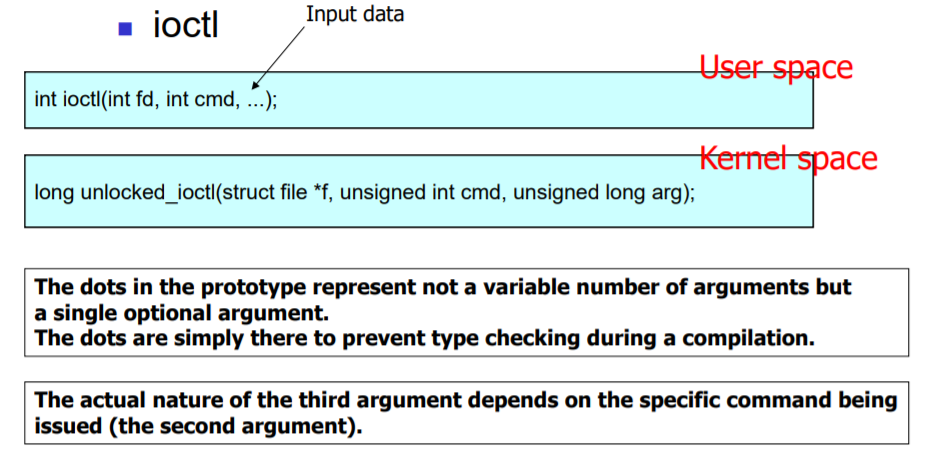 ioctl
Input data
User space
int ioctl(int fd, int cmd, ...);
Kernel space
long unlocked_ioctl(struct file *f, unsigned int cmd, unsigned long arg);
The dots in the prototype represent not a variable number of arguments but
a single optional argument.
The dots are simply there to prevent type checking during a compilation.
The actual nature of the third argument depends on the specific command being
issued (the second argument).